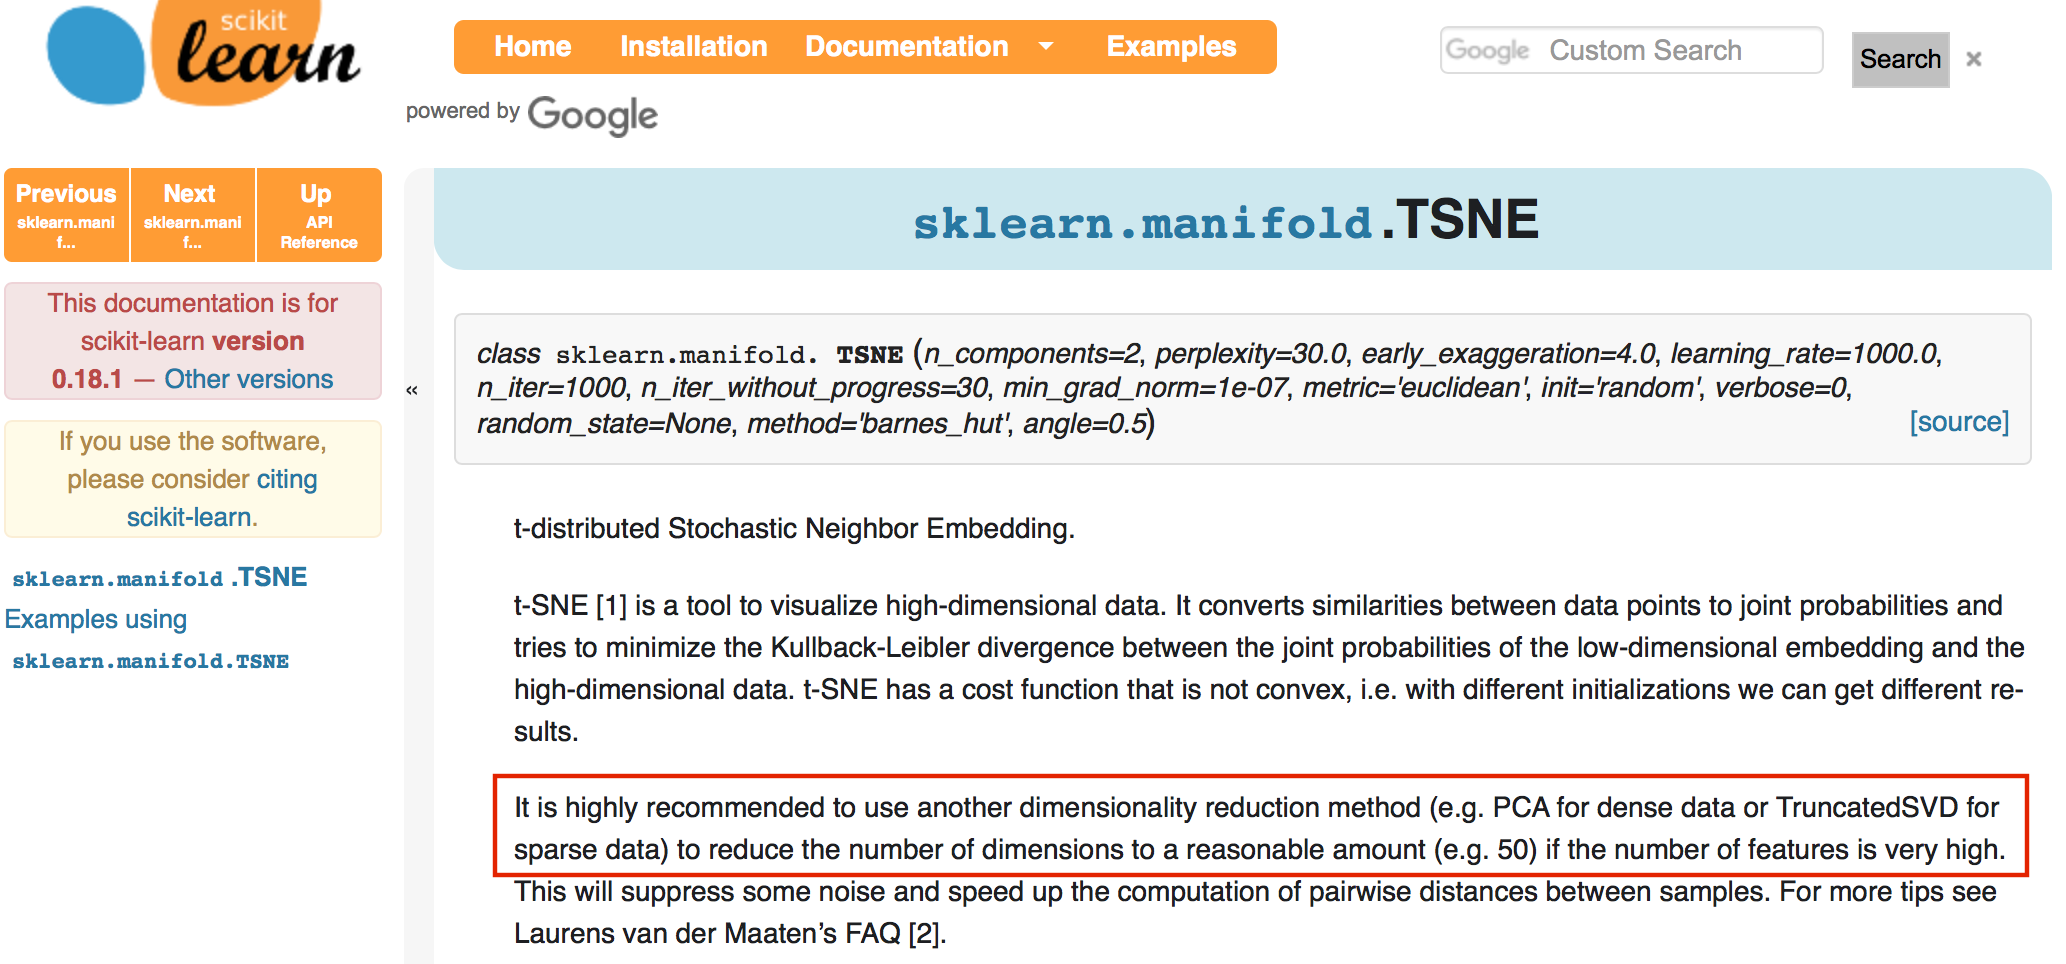 scikit
learn
Home Installation Documentation Examples
Google Custom Search
Search ×
powered by Google
Previous
sklearn.mani
f...
Next
sklearn.mani
f...
Up
API
Reference
This documentation is for
scikit-learn version
0.18.1 — Other versions
If you use the software,
please consider citing
scikit-learn.
sklearn.manifold.TSNE
Examples using
sklearn.manifold.TSNE
«
sklearn.manifold.TSNE
class sklearn.manifold. TSNE (n_components=2, perplexity=30.0, early_exaggeration=4.0, learning_rate=1000.0,
n_iter=1000, n_iter_without_progress=30, min_grad_norm=1e-07, metric='euclidean', init='random', verbose=0,
random_state=None, method='barnes_hut', angle=0.5)
[source]
t-distributed Stochastic Neighbor Embedding.
t-SNE [1] is a tool to visualize high-dimensional data. It converts similarities between data points to joint probabilities and
tries to minimize the Kullback-Leibler divergence between the joint probabilities of the low-dimensional embedding and the
high-dimensional data. t-SNE has a cost function that is not convex, i.e. with different initializations we can get different re-
sults.
It is highly recommended to use another dimensionality reduction method (e.g. PCA for dense data or TruncatedSVD for
sparse data) to reduce the number of dimensions to a reasonable amount (e.g. 50) if the number of features is very high.
This will suppress some noise and speed up the computation of pairwise distances between samples. For more tips see
Laurens van der Maaten’s FAQ [2].